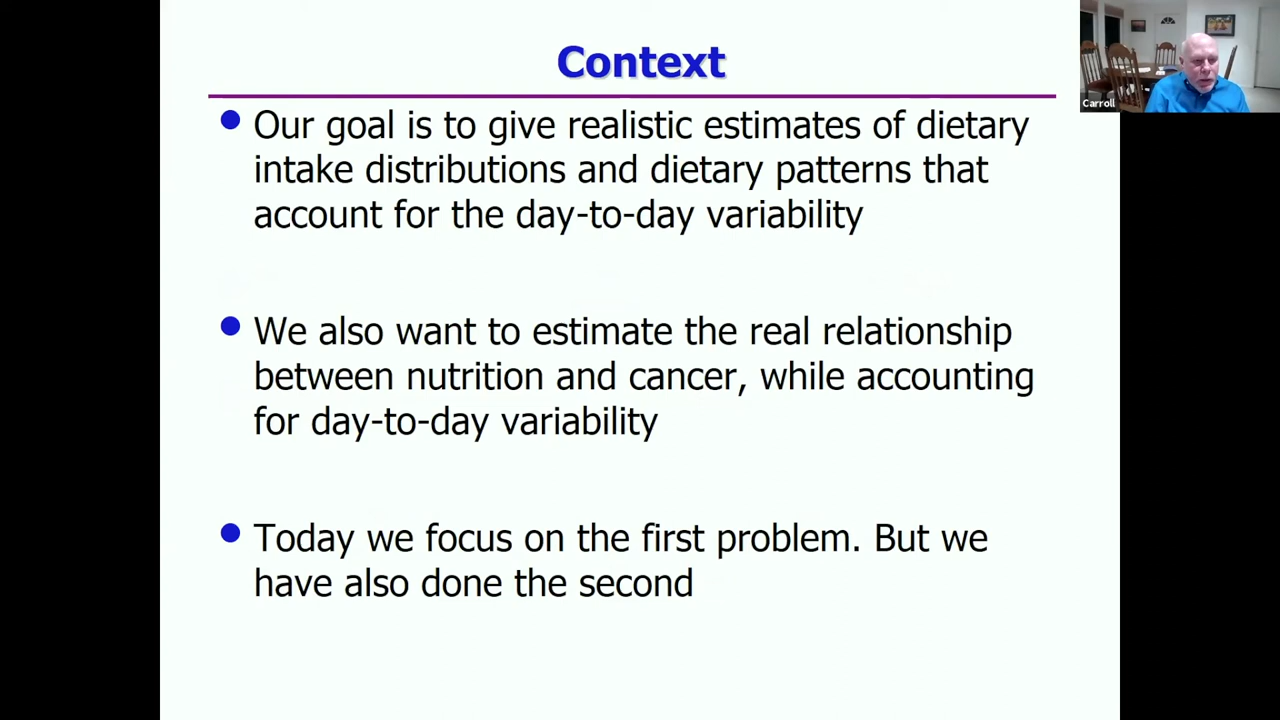 Context
Our goal is to give realistic estimates of dietary
intake distributions and dietary patterns that
account for the day-to-day variability
We also want to estimate the real relationship
between nutrition and cancer, while accounting
for day-to-day variability
Today we focus on the first problem. But we
have also done the second
Carroll